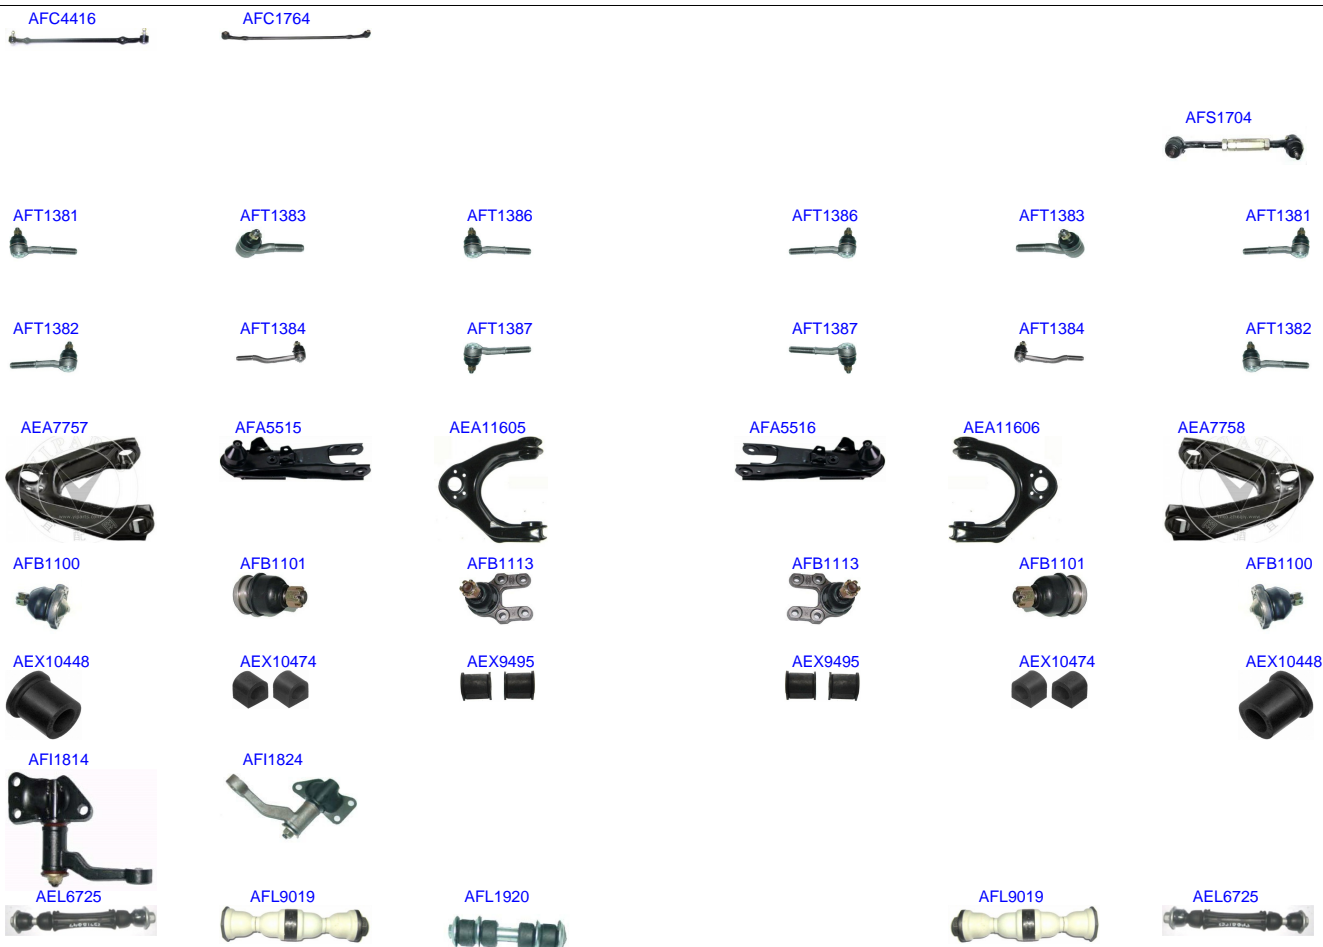 AFC4416 AFC1764
AFS1704
AFT1381 AFT1383 AFT1386 AFT1386 AFT1383 AFT1381
AFT1382 AFT1384 AFT1387 AFT1387 AFT1384 AFT1382
AEA7757 AFA5515 AEA11605 AFA5516 AEA11606 AEA7758
AFB1100 AFB1101 AFB1113 AFB1113 AFB1101 AFB1100
AEX10448 AEX10474 AEX9495 AEX9495 AEX10474 AEX10448
AFI1814 AFI1824
AEL6725 AFL9019 AFL1920 AFL9019 AEL6725